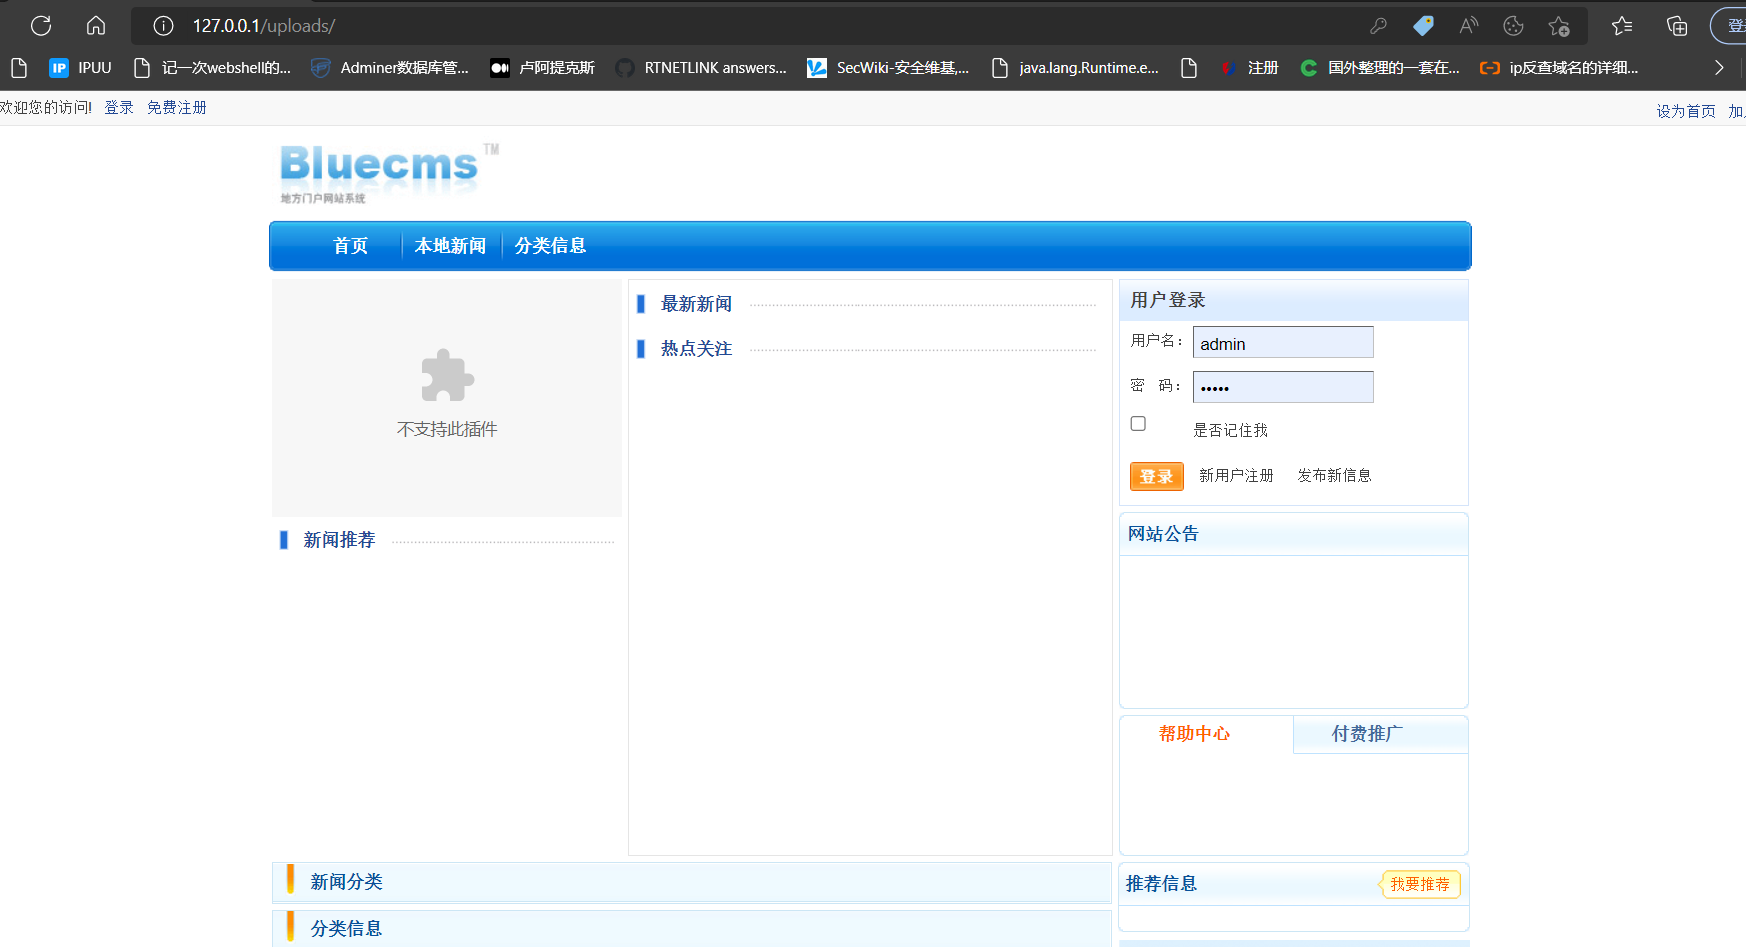 127.0.0.1/uploads/
登
IPUU 记一次webshell的... Adminer数据库管... 卢阿提克斯 RTNETLINK answers... SecWiki-安全维基,... java.lang.Runtime.e... 注册 国外整理的一套在... ip反查域名的详细...
欢迎您的访问! 登录 免费注册 设为首页 加
Bluecms TM
地方门户网站系统
首页 本地新闻 分类信息
最新新闻
用户登录
用户名： admin
热点关注
密 码： •••••
不支持此插件
是否记住我
登录 新用户注册 发布新信息
新闻推荐
网站公告
帮助中心 付费推广
新闻分类
推荐信息 我要推荐
分类信息